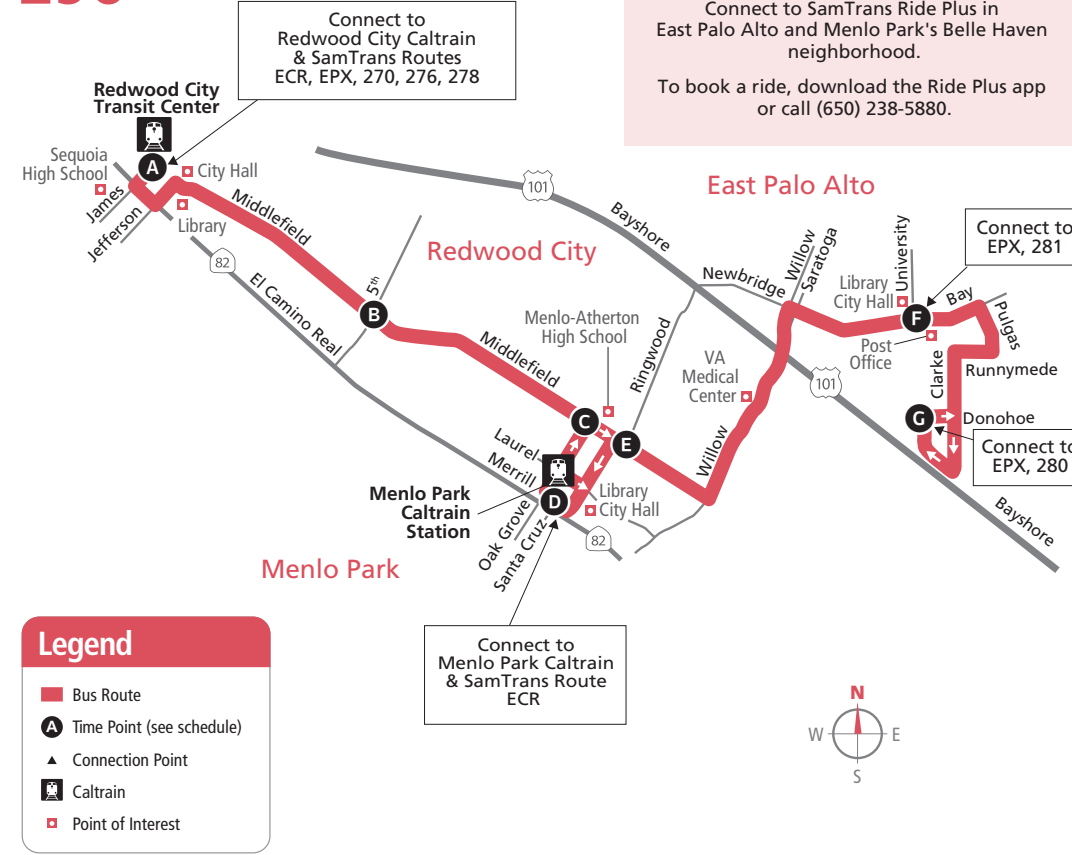 Connect to
Redwood City Caltrain
& SamTrans Routes
ECR, EPX, 270, 276, 278
Connect to SamTrans Ride Plus in
East Palo Alto and Menlo Park's Belle Haven
neighborhood.
To book a ride, download the Ride Plus app
or call (650) 238-5880.
Redwood City
Transit Center
Sequoia
High School
A
City Hall
James
Jefferson
Library
Middlefield
82
El Camino Real
5th
B
Redwood City
101
Bayshore
East Palo Alto
Newbridge
Willow
Saratoga
Library
City Hall
University
Connect to
EPX, 281
F
Bay
Pulgas
Post
Office
Clarke
Runnymede
101
G
Donohoe
Connect to
EPX, 280
Bayshore
Menlo-Atherton
High School
Middlefield
Ringwood
VA
Medical
Center
Willow
C
E
Laurel
Merrill
Menlo Park
Caltrain
Station
D
Library
City Hall
Oak Grove
Santa Cruz
82
Menlo Park
Connect to
Menlo Park Caltrain
& SamTrans Route
ECR
Legend
Bus Route
A Time Point (see schedule)
Connection Point
Caltrain
Point of Interest
N
W E
S